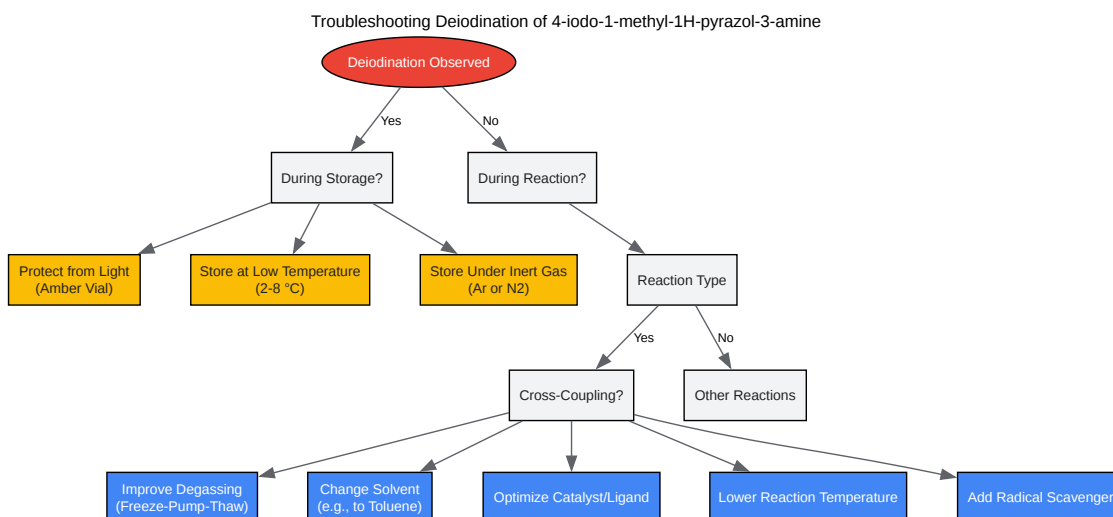 Troubleshooting Deiodination of 4-iodo-1-methyl-1H-pyrazol-3-amine
Deiodination Observed
Yes
No
During Storage?
During Reaction?
Protect from Light
(Amber Vial)
Store at Low Temperature
(2-8 °C)
Store Under Inert Gas
(Ar or N2)
Reaction Type
Yes
No
Cross-Coupling?
Other Reactions
Improve Degassing
(Freeze-Pump-Thaw)
Change Solvent
(e.g., to Toluene)
Optimize Catalyst/Ligand
Lower Reaction Temperature
Add Radical Scavenger